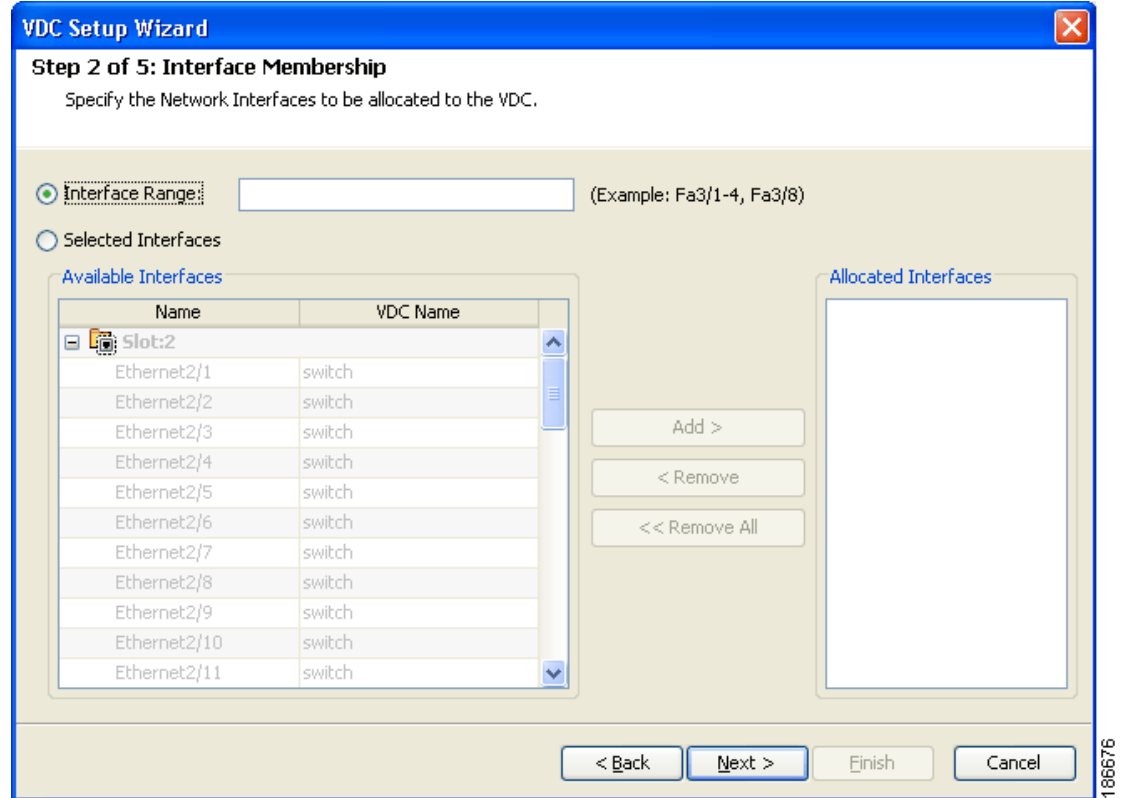 VDC Setup Wizard
Step 2 of 5: Interface Membership
Specify the Network Interfaces to be allocated to the VDC.
Interface Range: (Example: Fa3/1-4, Fa3/8)
Selected Interfaces
Available Interfaces Allocated Interfaces
Name VDC Name
Slot:2
Ethernet2/1 switch
Ethernet2/2 switch
Ethernet2/3 switch
Ethernet2/4 switch
Add >
Ethernet2/5 switch
< Remove
Ethernet2/6 switch
<< Remove All
Ethernet2/7 switch
Ethernet2/8 switch
Ethernet2/9 switch
Ethernet2/10 switch
Ethernet2/11 switch
< Back Next > Finish Cancel
186676